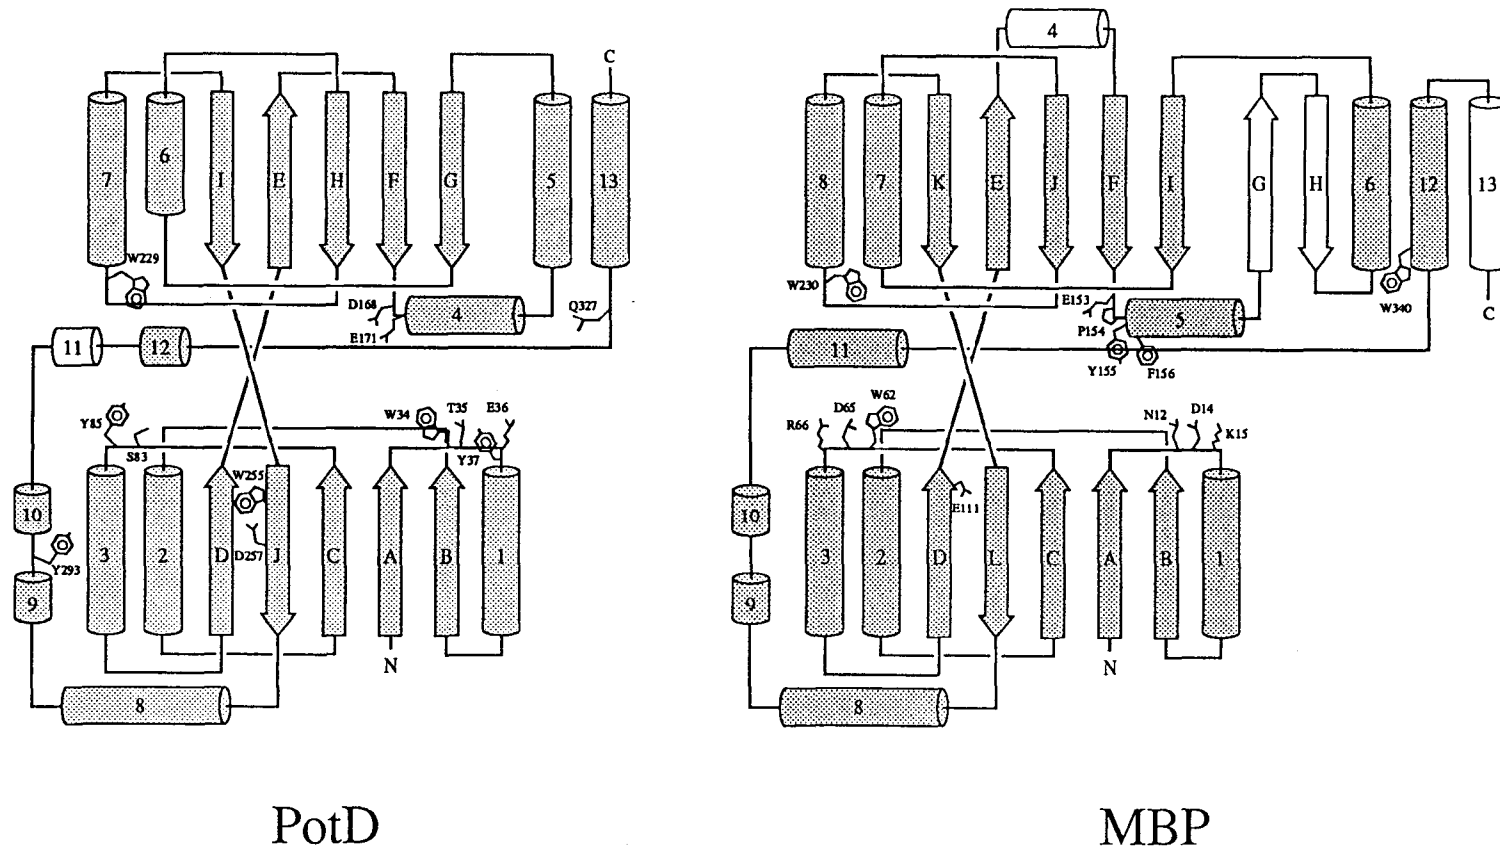 4
C
7
6
I
E
H
F
G
5
13
W229
D168
E171
4
Q327
11
12
Y85
S83
W34
T35
E36
Y37
W255
D257
10
Y293
9
3
2
D
J
C
A
B
1
N
8
PotD
8
7
K
E
J
F
I
G
H
6
12
13
W230
E153
P154
5
Y155
F156
W340
C
11
R66
D65
W62
N12
D14
K15
E111
10
9
3
2
D
L
C
A
B
1
N
8
MBP